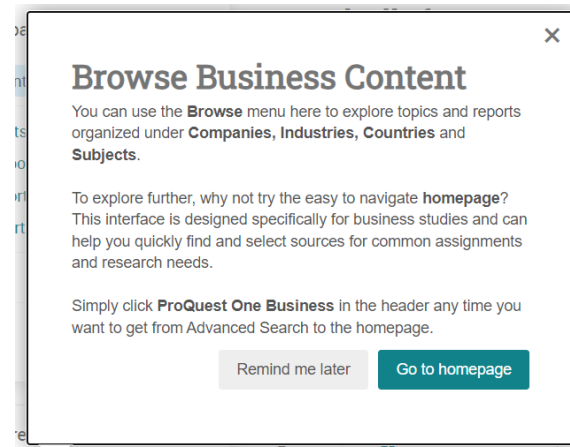 Browse Business Content
You can use the Browse menu here to explore topics and reports
organized under Companies, Industries, Countries and
Subjects.
To explore further, why not try the easy to navigate homepage?
This interface is designed specifically for business studies and can
help you quickly find and select sources for common assignments
and research needs.
Simply click ProQuest One Business in the header any time you
want to get from Advanced Search to the homepage.
Remind me later Go to homepage